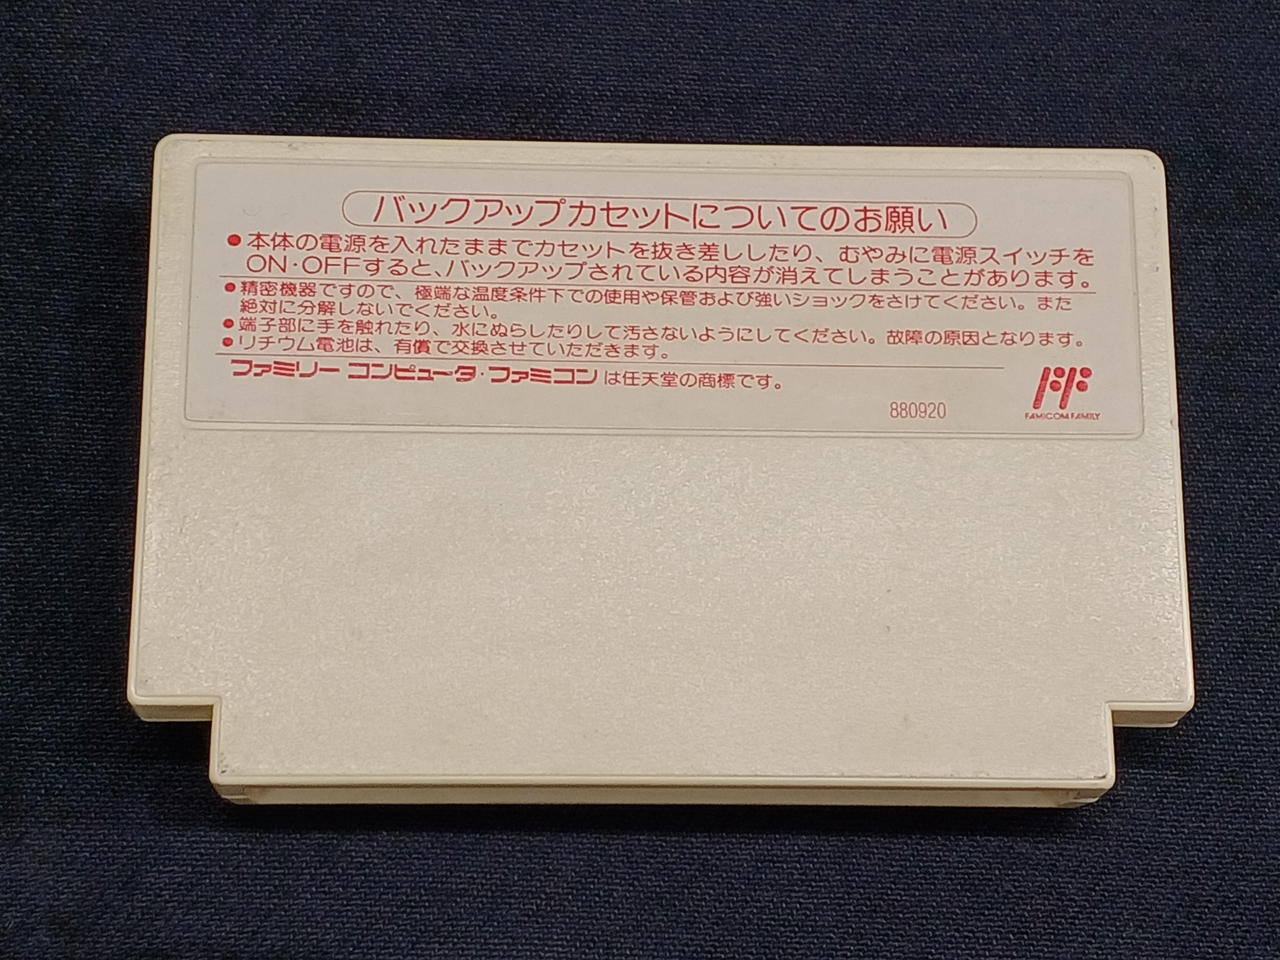 バックアップカセットについてのお願い
●本体の電源を入れたままでカセットを抜き差ししたり、むやみに電源スイッチを
ON・OFFすると、バックアップされている内容が消えてしまうことがあります。
●精密機器ですので、極端な温度条件下での使用や保管および強いショックをさけてください。また
絶対に分解しないでください。
●端子部に手を触れたり、水にぬらしたりして汚さないようにしてください。故障の原因となります。
●リチウム電池は、有償で交換させていただきます。
ファミリーコンピュータ・ファミコンは任天堂の商標です。
880920
FAMICOM FAMILY